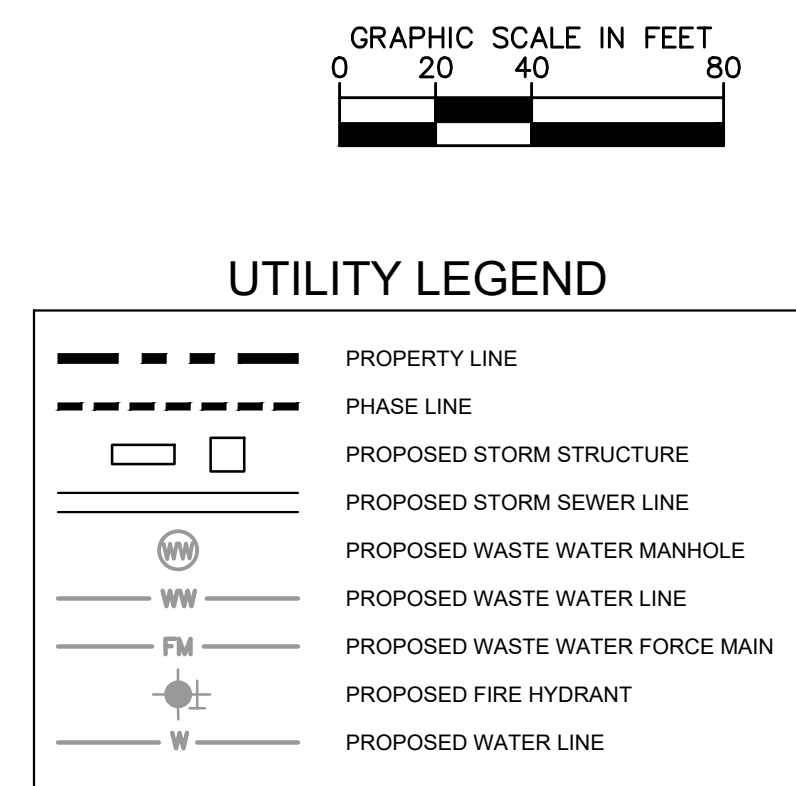 GRAPHIC SCALE IN FEET
0 20 40 80
UTILITY LEGEND
PROPERTY LINE
PHASE LINE
PROPOSED STORM STRUCTURE
PROPOSED STORM SEWER LINE
WW PROPOSED WASTE WATER MANHOLE
WW PROPOSED WASTE WATER LINE
FM PROPOSED WASTE WATER FORCE MAIN
PROPOSED FIRE HYDRANT
W PROPOSED WATER LINE